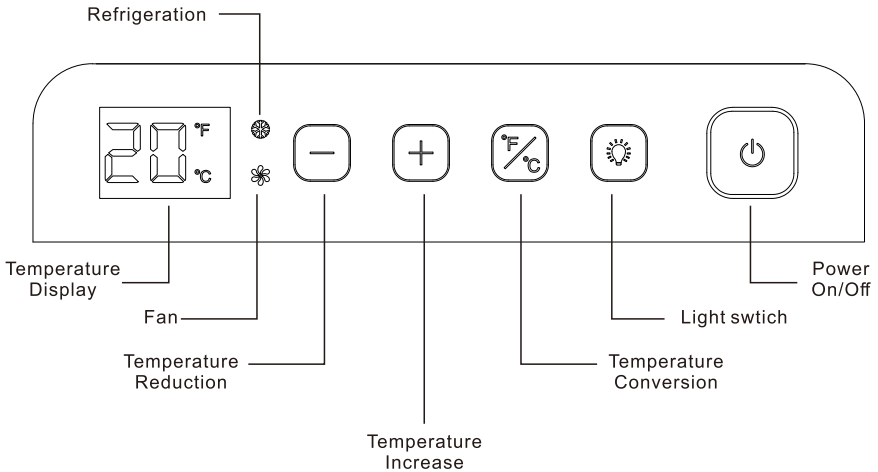 Refrigeration
20
°F
°C
°F/°C
Temperature
Display
Power
On/Off
Fan
Light swtich
Temperature
Reduction
Temperature
Conversion
Temperature
Increase